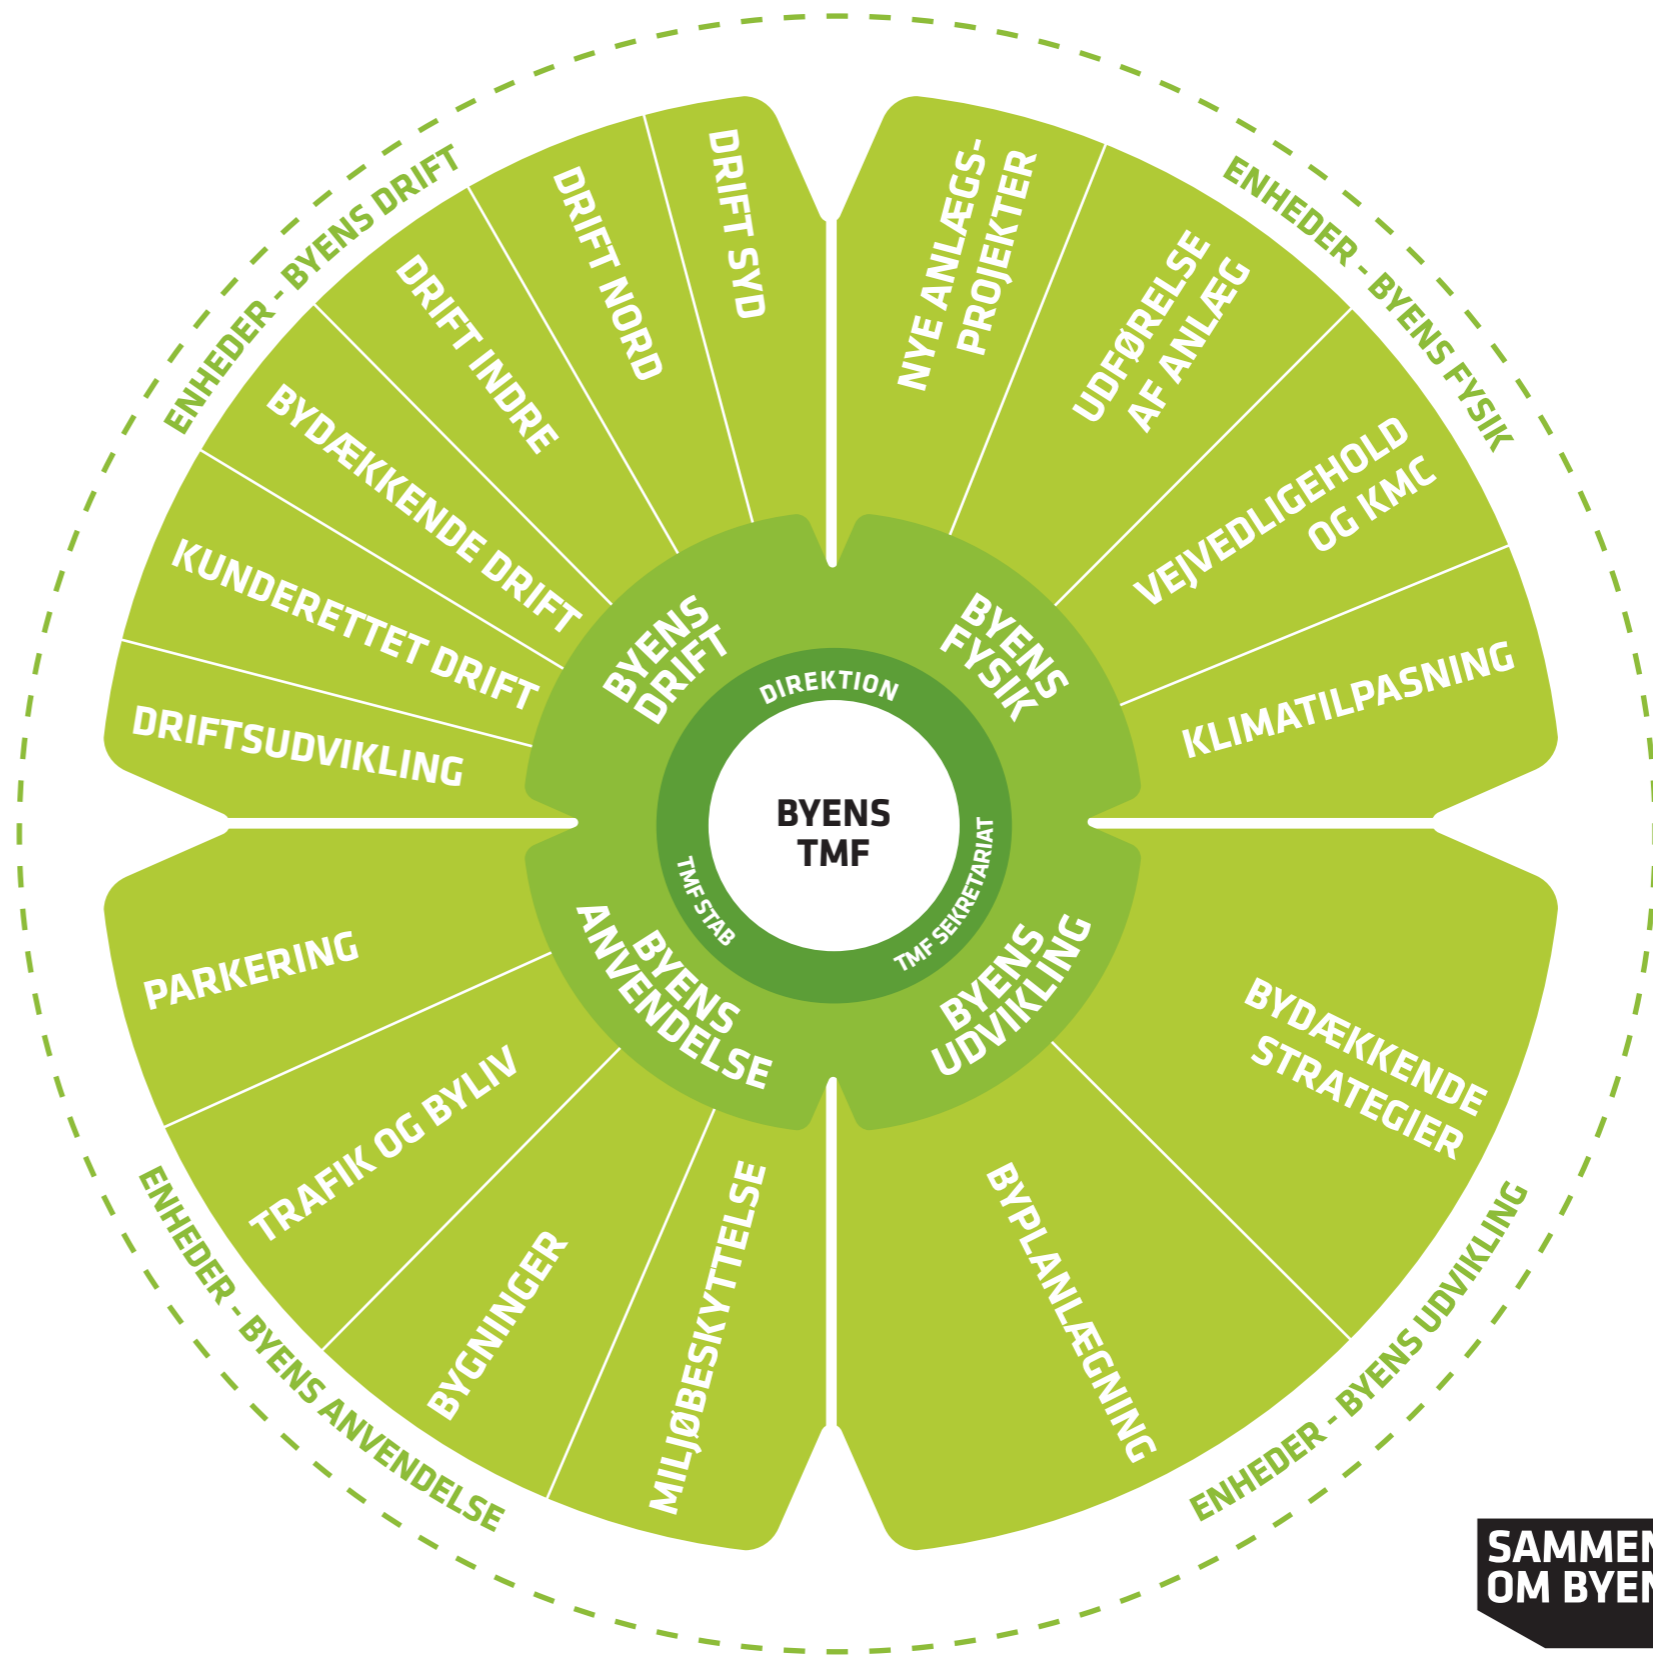 BYENS
TMF
DIREKTION
TMF SEKRETARIAT
TMF STAB
BYENS
DRIFT
BYENS
FYSIK
BYENS
UDVIKLING
BYENS
ANVENDELSE
ENHEDER - BYENS DRIFT
DRIFTSUDVIKLING
KUNDERETTET DRIFT
BYDÆKKENDE DRIFT
DRIFT INDRE
DRIFT NORD
DRIFT SYD
ENHEDER - BYENS FYSIK
NYE ANLÆGS-
PROJEKTER
UDFØRELSE
AF ANLÆG
VEJVEDLIGEHOLD
OG KMC
KLIMATILPASNING
ENHEDER - BYENS UDVIKLING
BYDÆKKENDE
STRATEGIER
BYPLANLÆGNING
ENHEDER - BYENS ANVENDELSE
MILJØBESKYTTELSE
BYGNINGER
TRAFIK OG BYLIV
PARKERING
SAMMEN
OM BYEN